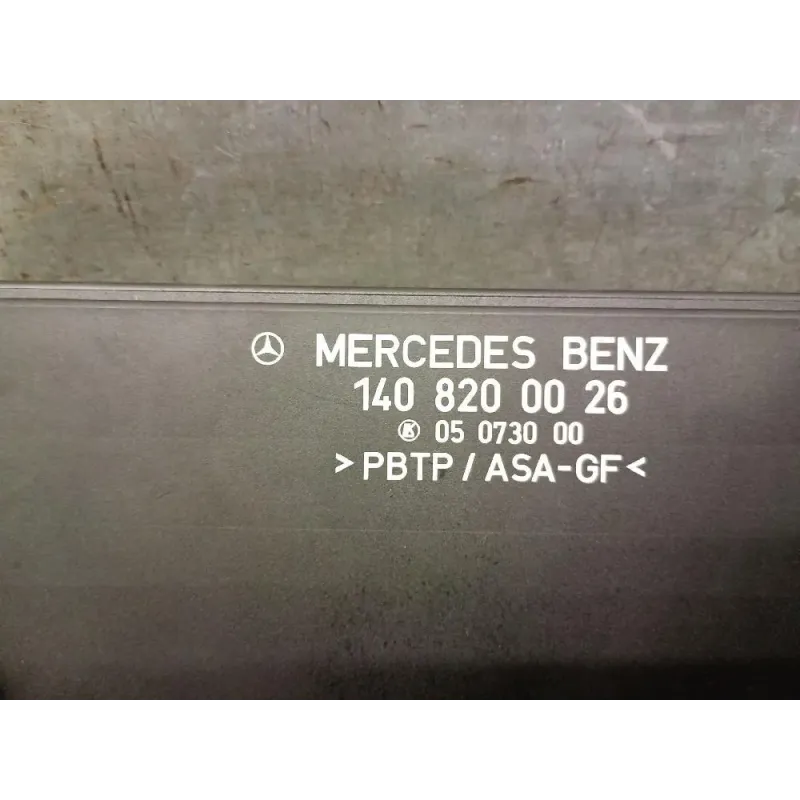 MERCEDES BENZ
140 820 00 26
05 0730 00
>PBTP/ASA-GF<